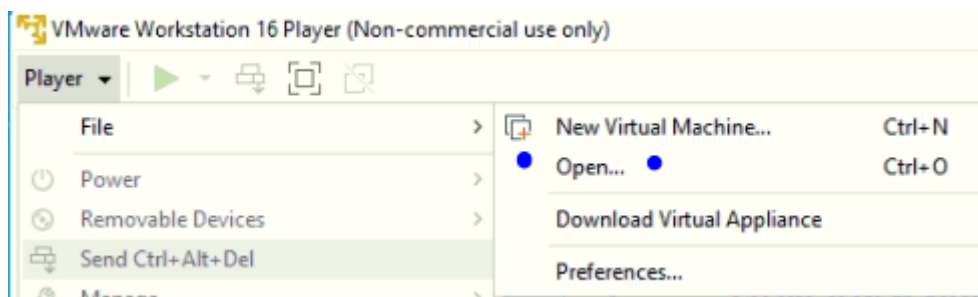 VMware Workstation 16 Player (Non-commercial use only)
Player
File
New Virtual Machine... Ctrl+N
Open... Ctrl+O
Power
Removable Devices
Download Virtual Appliance
Send Ctrl+Alt+Del
Preferences...